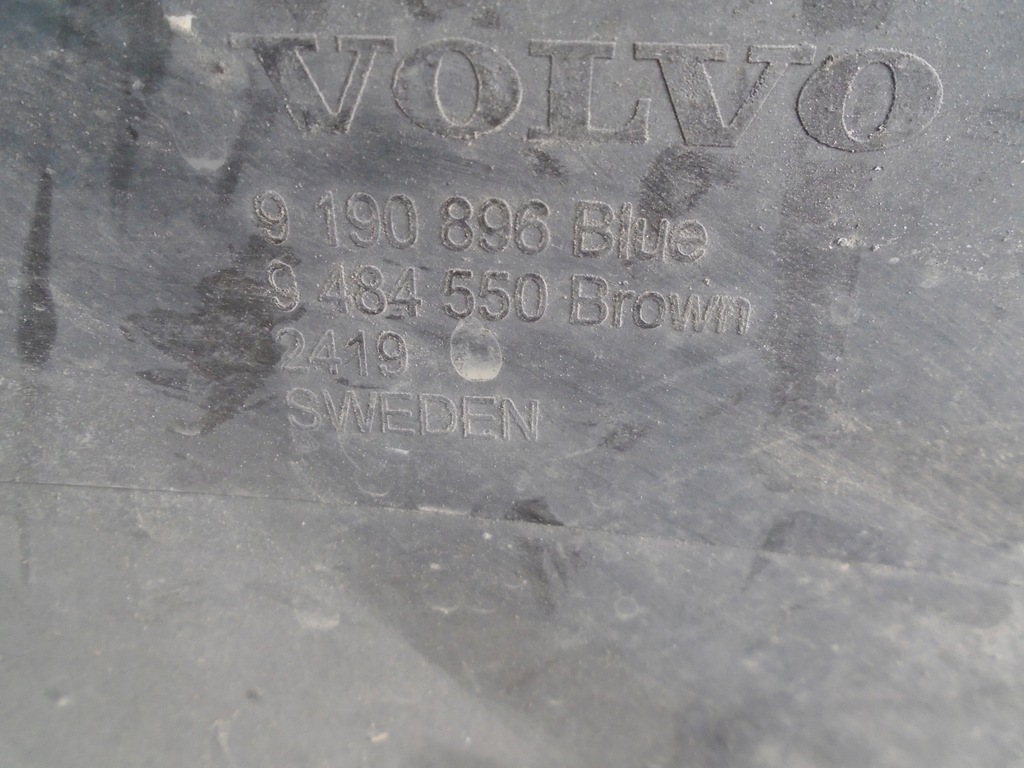 VOLVO
9 190 896 Blue
9 484 550 Brown
2419
SWEDEN